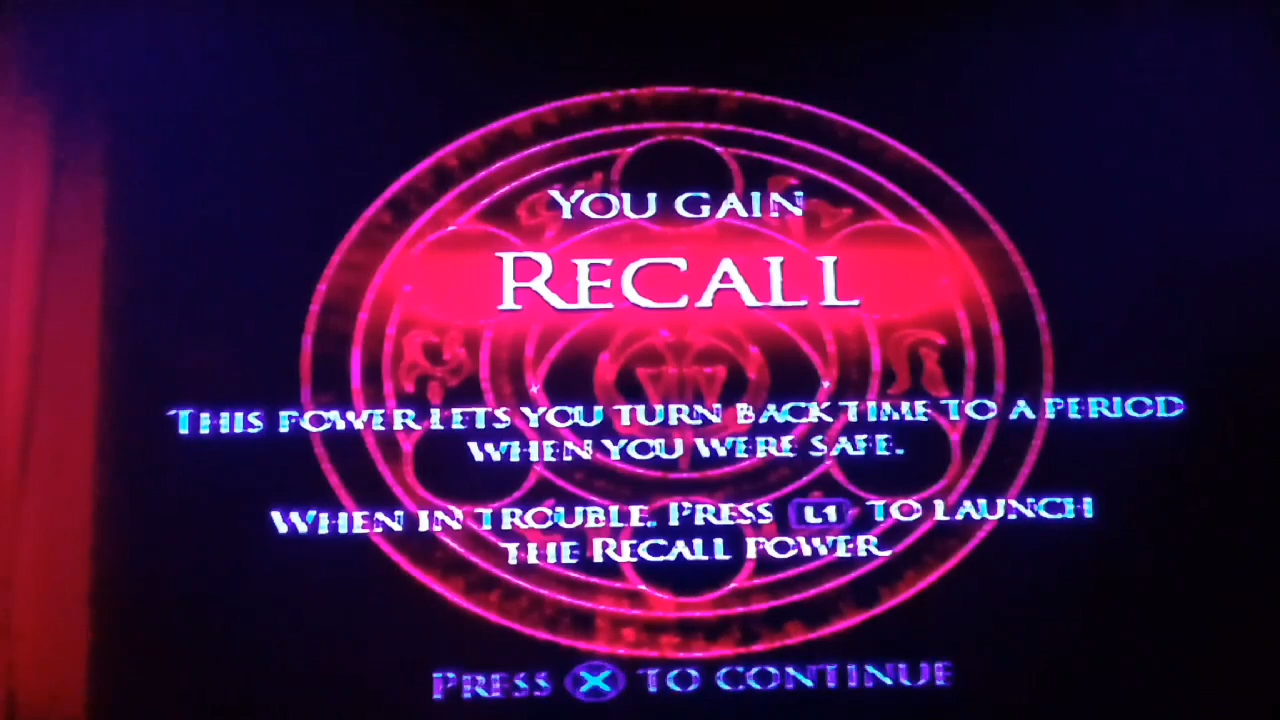 YOU GAIN
RECALL
THIS POWER LETS YOU TURN BACK TIME TO A PERIOD
WHEN YOU WERE SAFE.
WHEN IN TROUBLE, PRESS L1 TO LAUNCH
THE RECALL POWER.
PRESS X TO CONTINUE